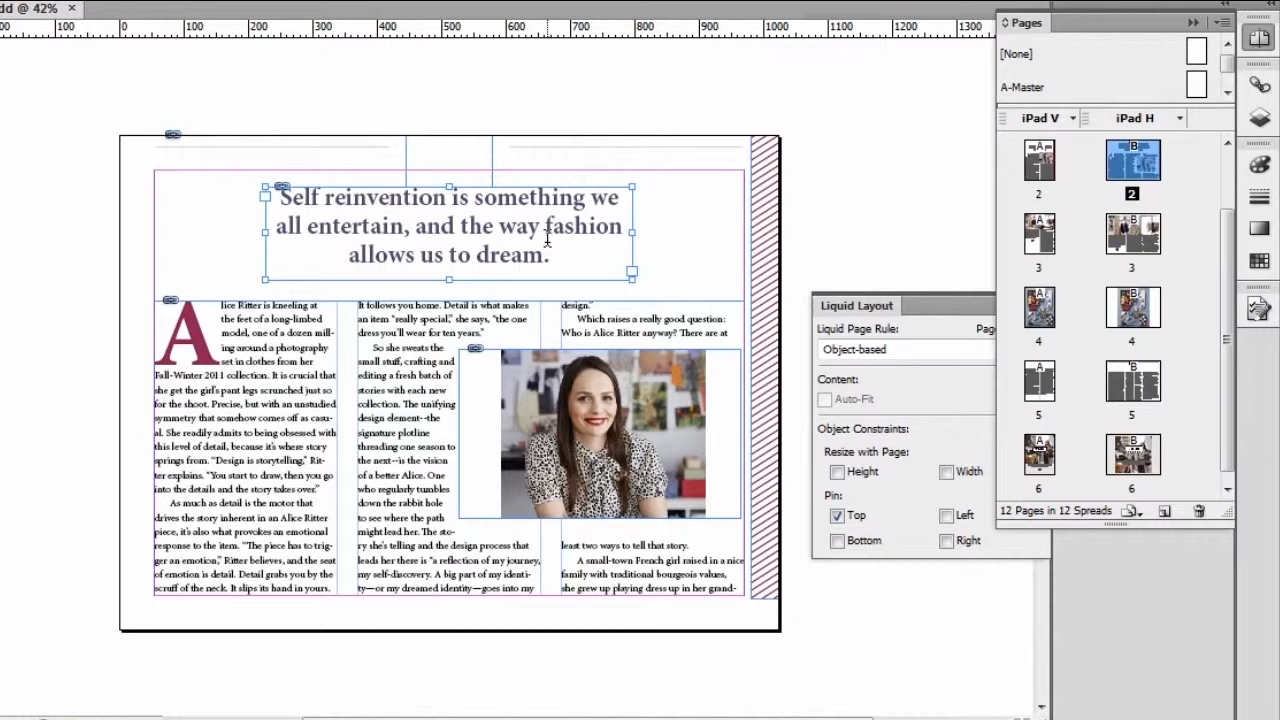 dd @ 42% ×
00 100 0 100 200 300 400 500 600 700 800 900 1000 1100 1200 1300
Self reinvention is something we
all entertain, and the way fashion
allows us to dream.
A
lice Ritter is kneeling at
the feet of a long-limbed
model, one of a dozen mill-
ing around a photography
set in clothes from her
Fall-Winter 2011 collection. It is crucial that
she get the girl's pant legs scrunched just so
for the shoot. Precise, but with an unstudied
symmetry that somehow comes off as casu-
al. She readily admits to being obsessed with
this level of detail, because it's where story
springs from. "Design is storytelling," Rit-
ter explains. "You start to draw, then you go
into the details and the story takes over."
As much as detail is the motor that
drives the story inherent in an Alice Ritter
piece, it's also what provokes an emotional
response to the item. "The piece has to trig-
ger an emotion," Ritter believes, and the seat
of emotion is detail. Detail grabs you by the
scruff of the neck. It slips its hand in yours.
It follows you home. Detail is what makes
an item "really special," she says, "the one
dress you'll wear for ten years."
So she sweats the
small stuff, crafting and
editing a fresh batch of
stories with each new
collection. The unifying
design element--the
signature plotline
threading one season to
the next--is the vision
of a better Alice. One
who regularly tumbles
down the rabbit hole
to see where the path
might lead her. The sto-
ry she's telling and the design process that
leads her there is "a reflection of my journey,
my self-discovery. A big part of my identi-
ty—or my dreamed identity—goes into my
design."
Which raises a really good question:
Who is Alice Ritter anyway? There are at
least two ways to tell that story.
A small-town French girl raised in a nice
family with traditional bourgeois values,
she grew up playing dress up in her grand-
Liquid Layout
Liquid Page Rule: Page
Object-based
Content:
Auto-Fit
Object Constraints:
Resize with Page:
Height Width
Pin:
Top Left
Bottom Right
Pages
[None]
A-Master
iPad V iPad H
A B
2 2
A B
3 3
A
4 4
A B
5 5
A B
6 6
12 Pages in 12 Spreads